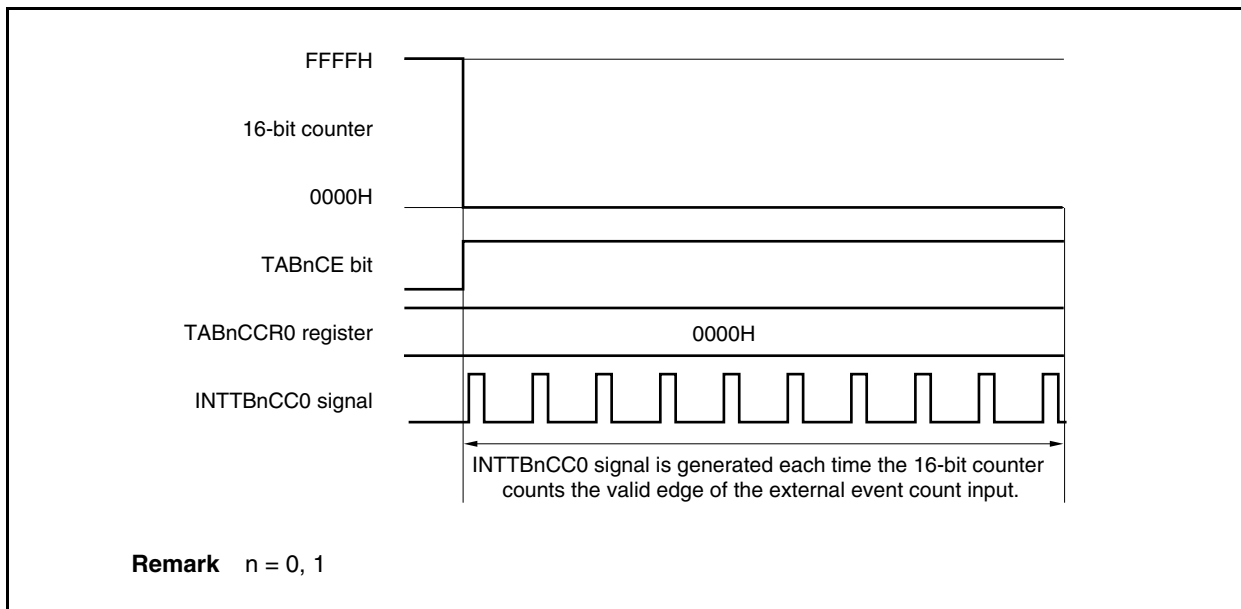 FFFFH
16-bit counter
0000H
TABnCE bit
TABnCCR0 register
0000H
INTTBnCC0 signal
INTTBnCC0 signal is generated each time the 16-bit counter
counts the valid edge of the external event count input.
Remark n = 0, 1